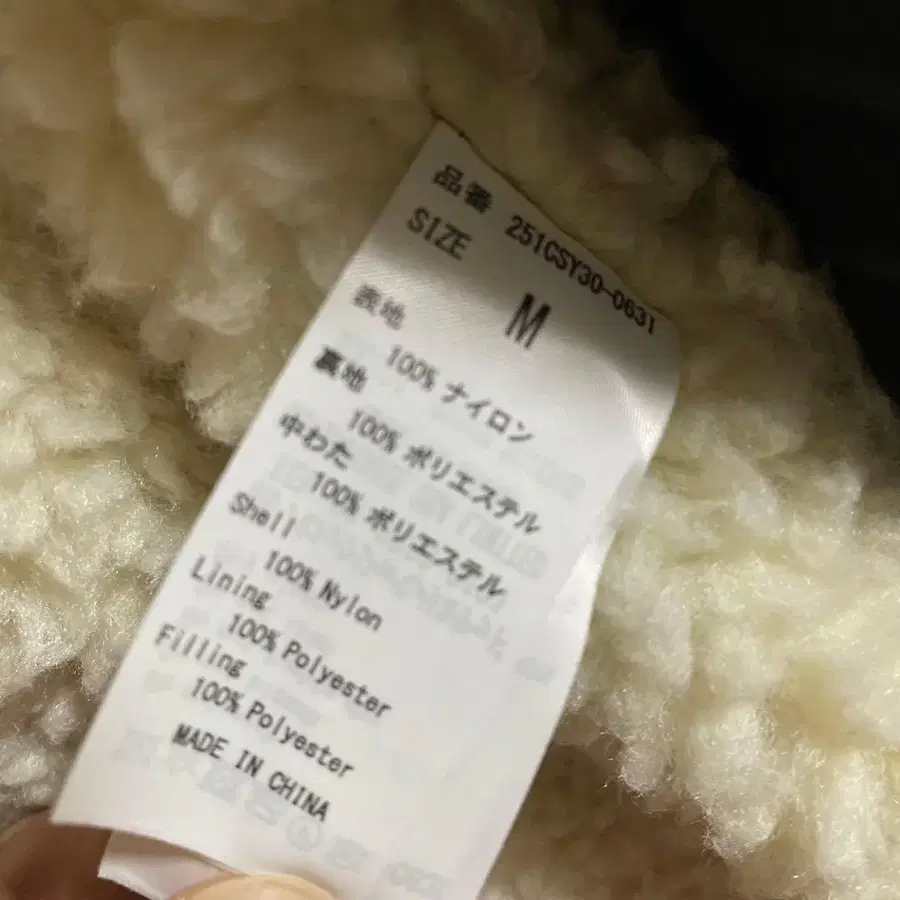 品番 251CSY30-0631
SIZE M
表地
100% ナイロン
裏地
100% ポリエステル
中わた
100% ポリエステル
Shell
100% Nylon
Lining
100% Polyester
Filling
100% Polyester
MADE IN CHINA